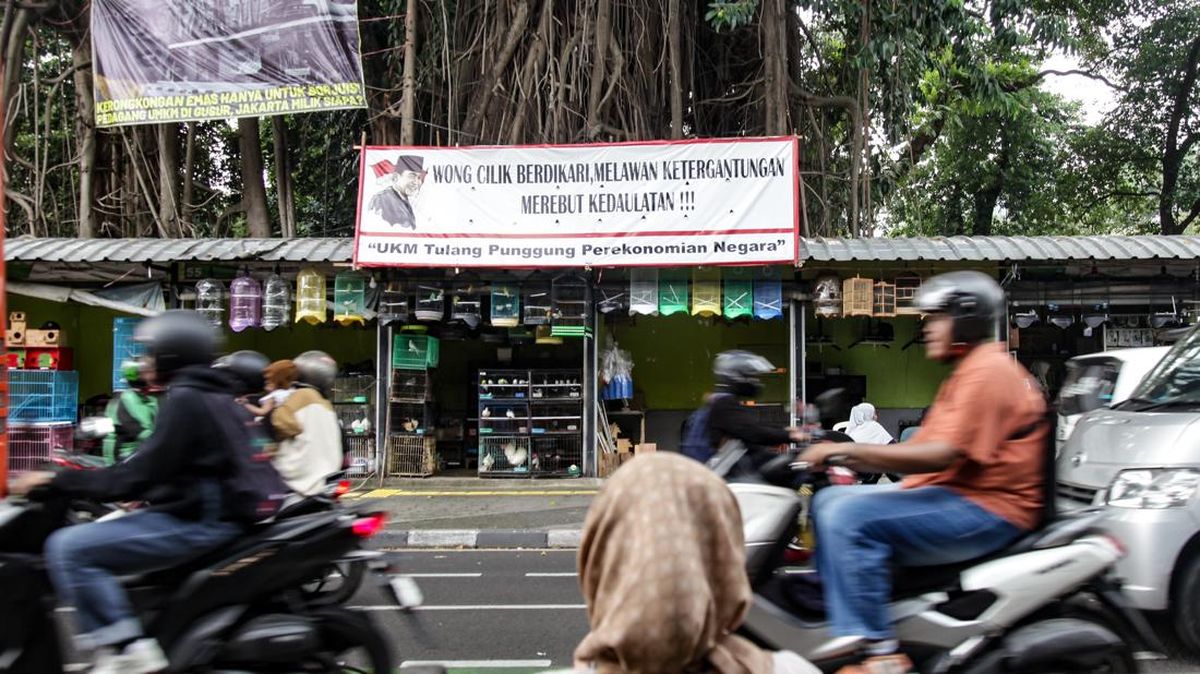 KERONGKONGAN EMAS HANYA UNTUK BORJUIS!
PEDAGANG UMKM DI GUSUR, JAKARTA MILIK SIAPA?
WONG CILIK BERDIKARI,MELAWAN KETERGANTUNGAN
MEREBUT KEDAULATAN !!!
“UKM Tulang Punggung Perekonomian Negara”
55